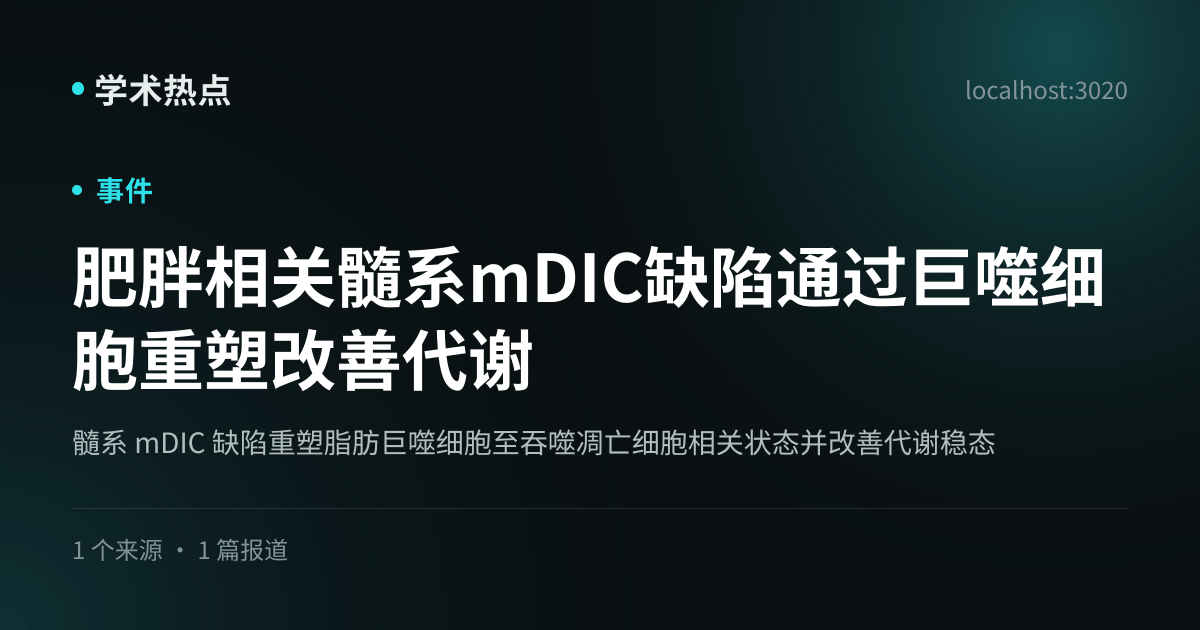 学术热点
localhost:3020
事件
肥胖相关髓系mDIC缺陷通过巨噬细
胞重塑改善代谢
髓系 mDIC 缺陷重塑脂肪巨噬细胞至吞噬凋亡细胞相关状态并改善代谢稳态
1 个来源 · 1 篇报道